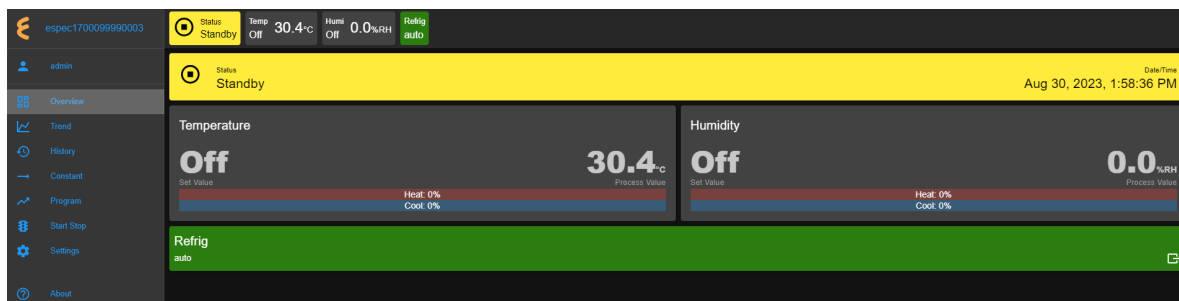 espec1700099990003
admin
Overview
Trend
History
Constant
Program
Start Stop
Settings
About
Status
Standby
Temp
Off
30.4°C
Humi
Off
0.0%RH
Refrig
auto
Status
Standby
Date/Time
Aug 30, 2023, 1:58:36 PM
Temperature
Off
30.4°C
Set Value
Process Value
Heat: 0%
Cool: 0%
Humidity
Off
0.0%RH
Set Value
Process Value
Heat: 0%
Cool: 0%
Refrig
auto